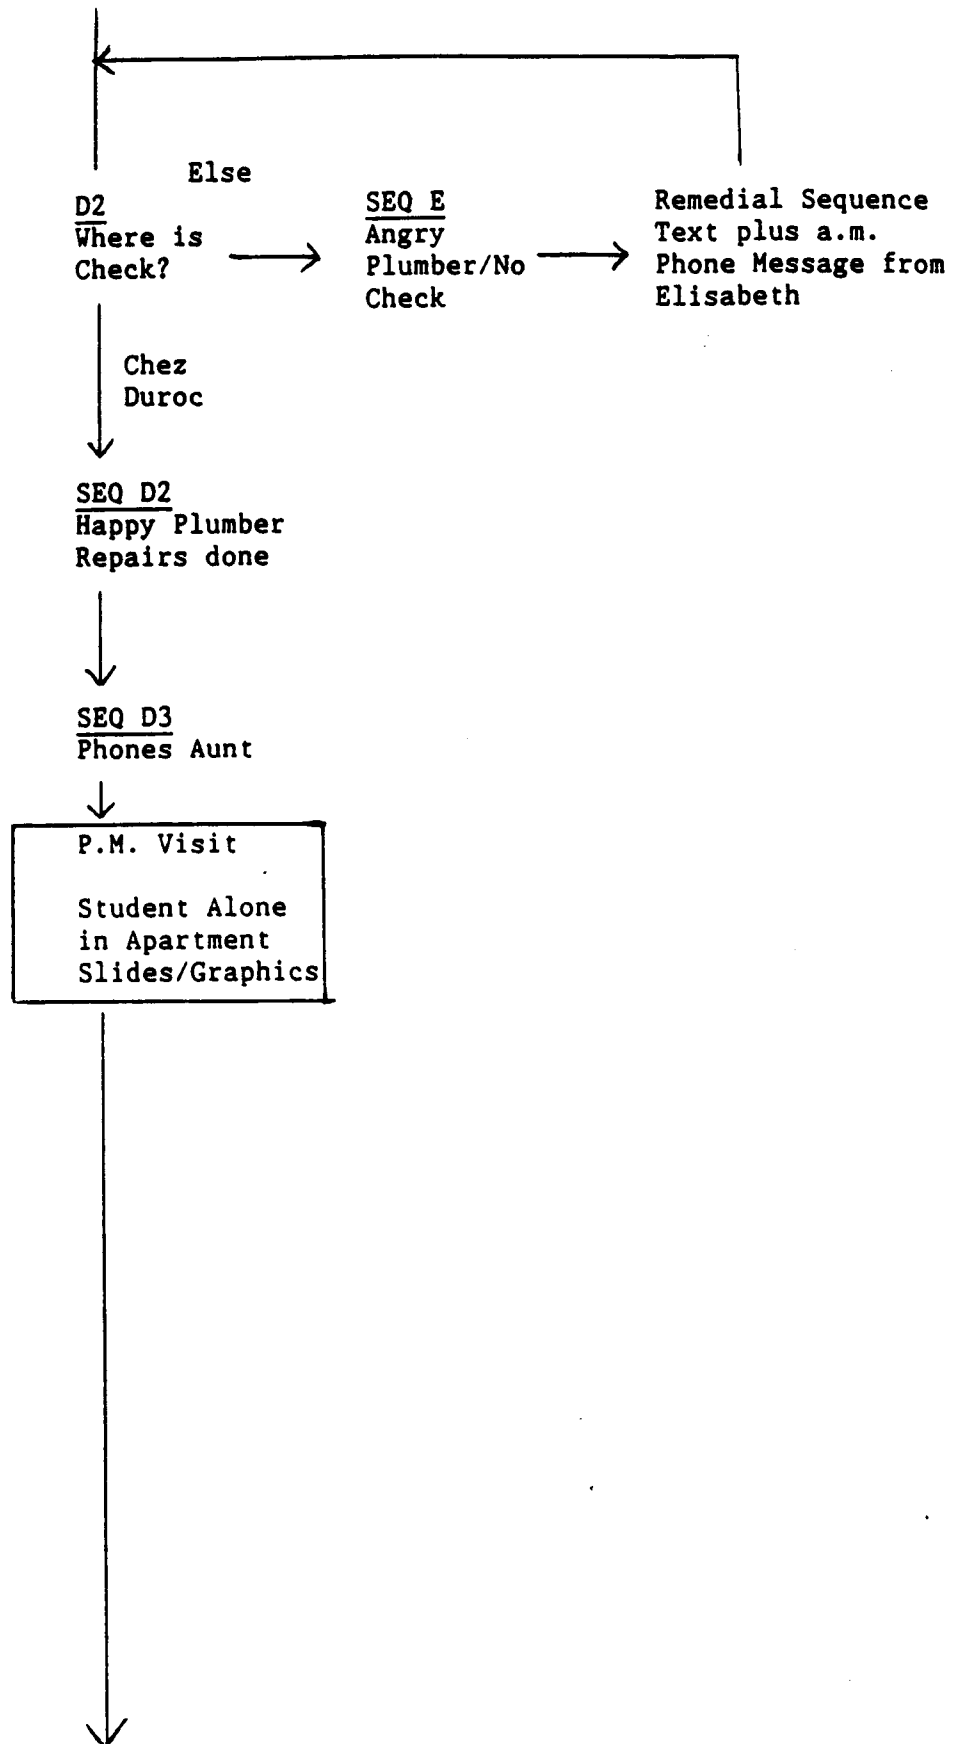 Else
D2
Where is
Check?
SEQ E
Angry
Plumber/No
Check
Remedial Sequence
Text plus a.m.
Phone Message from
Elisabeth
Chez
Duroc
SEQ D2
Happy Plumber
Repairs done
SEQ D3
Phones Aunt
P.M. Visit
Student Alone
in Apartment
Slides/Graphics